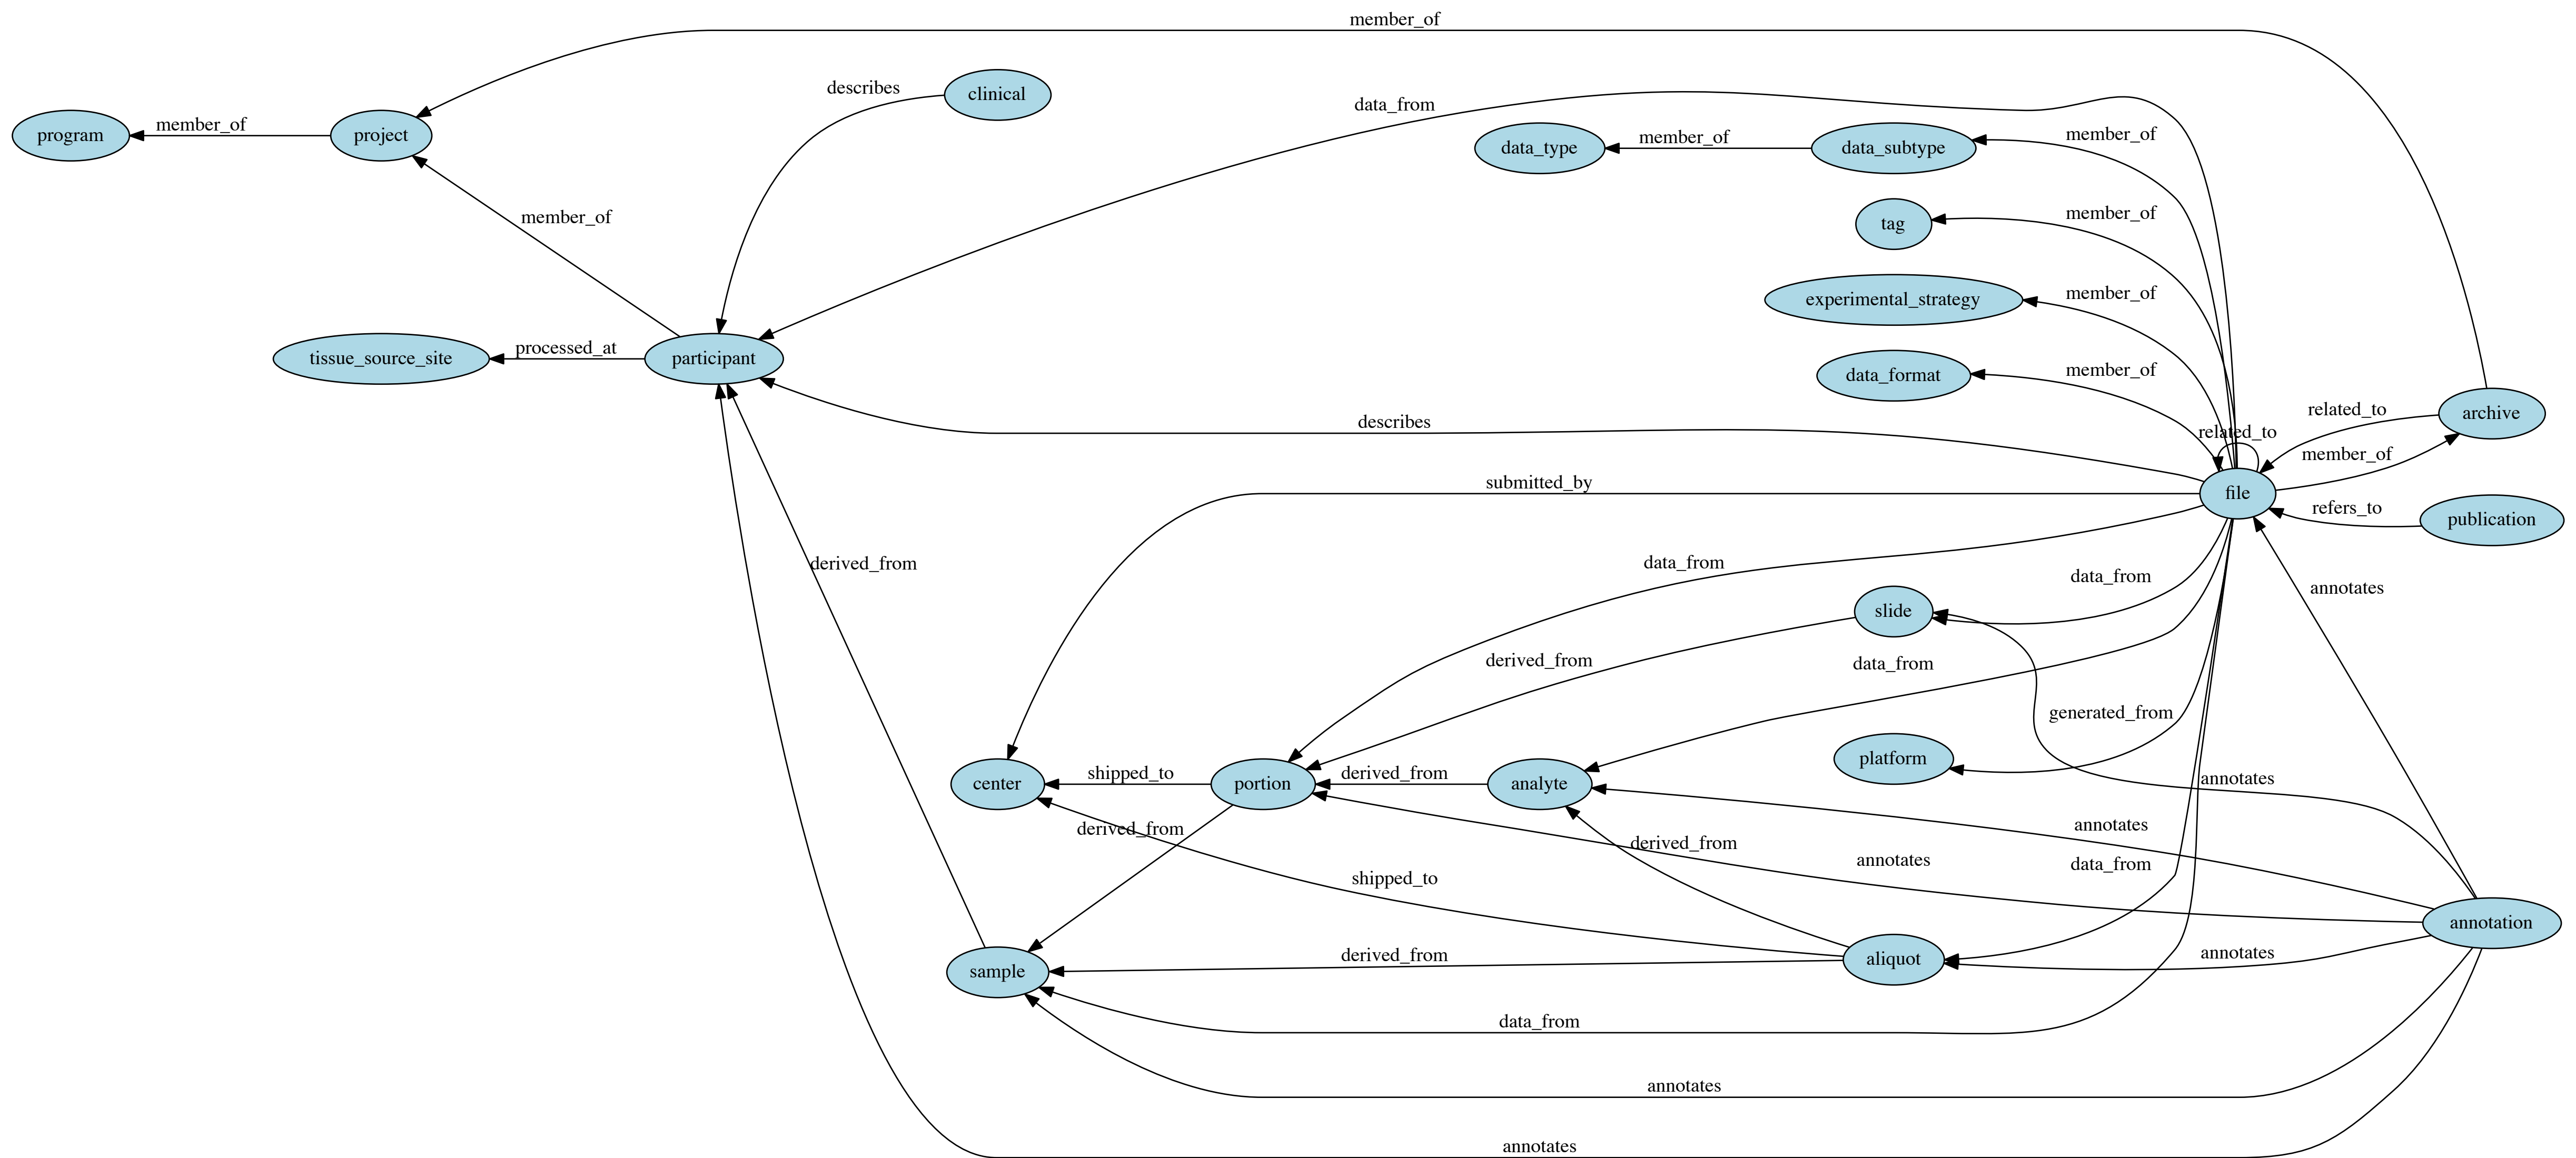 member_of
clinical
describes
data_from
program
member_of
project
data_type
member_of
data_subtype
member_of
member_of
tag
member_of
experimental_strategy
member_of
tissue_source_site
processed_at
participant
data_format
member_of
describes
related_to
archive
related_to
member_of
submitted_by
file
refers_to
publication
derived_from
data_from
data_from
annotates
slide
derived_from
data_from
generated_from
platform
center
shipped_to
portion
derived_from
analyte
annotates
derived_from
annotates
derived_from
annotates
data_from
shipped_to
annotation
derived_from
annotates
sample
aliquot
data_from
annotates
annotates